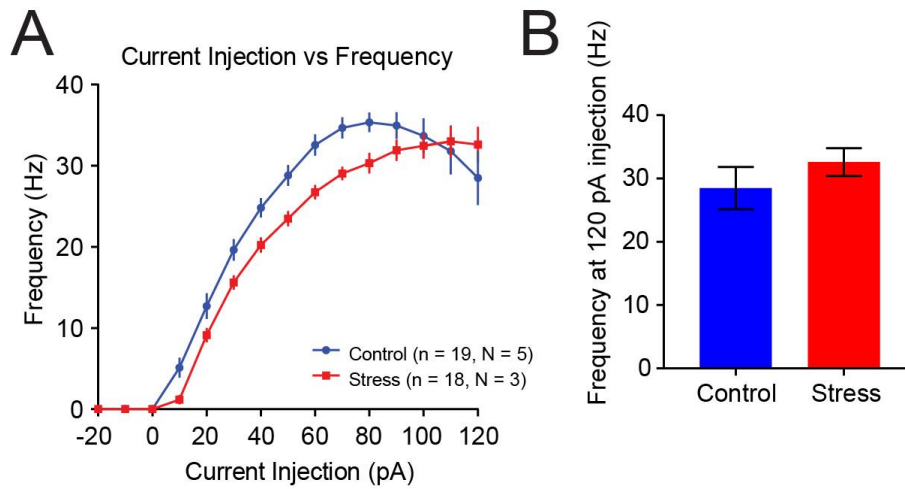 A
Current Injection vs Frequency
Frequency (Hz)
40
30
20
10
0
-20 0 20 40 60 80 100 120
Current Injection (pA)
Control (n = 19, N = 5)
Stress (n = 18, N = 3)
B
Frequency at 120 pA injection (Hz)
40
30
20
10
0
Control Stress